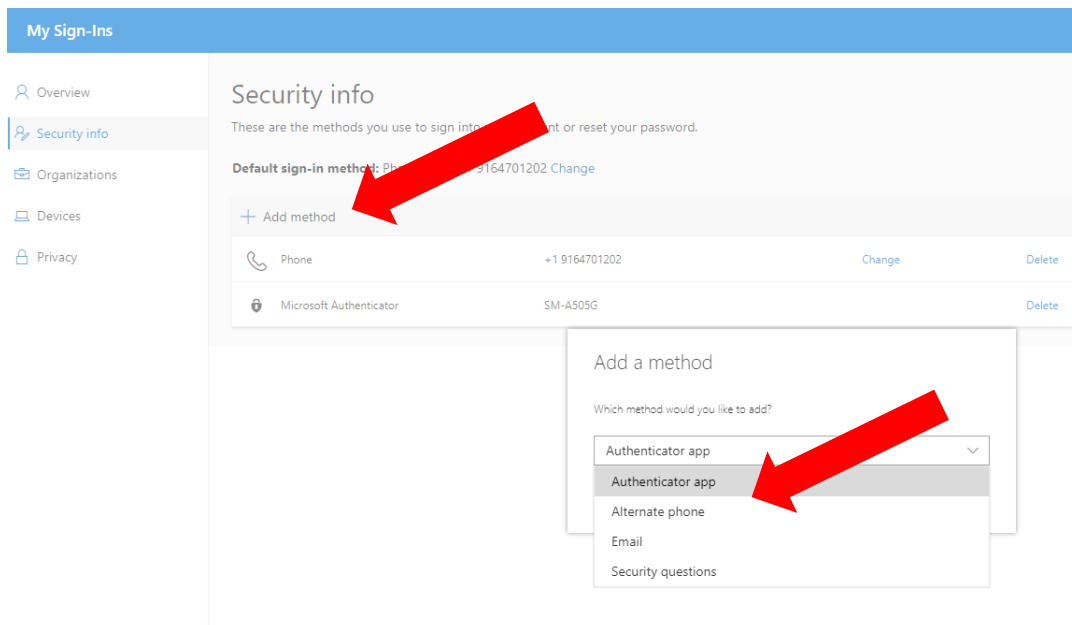 My Sign-Ins
Overview
Security info
Organizations
Devices
Privacy
Security info
These are the methods you use to sign into nt or reset your password.
Default sign-in method: 9164701202 Change
+ Add method
Phone +1 9164701202 Change Delete
Microsoft Authenticator SM-A505G Delete
Add a method
Which method would you like to add?
Authenticator app
Authenticator app
Alternate phone
Email
Security questions